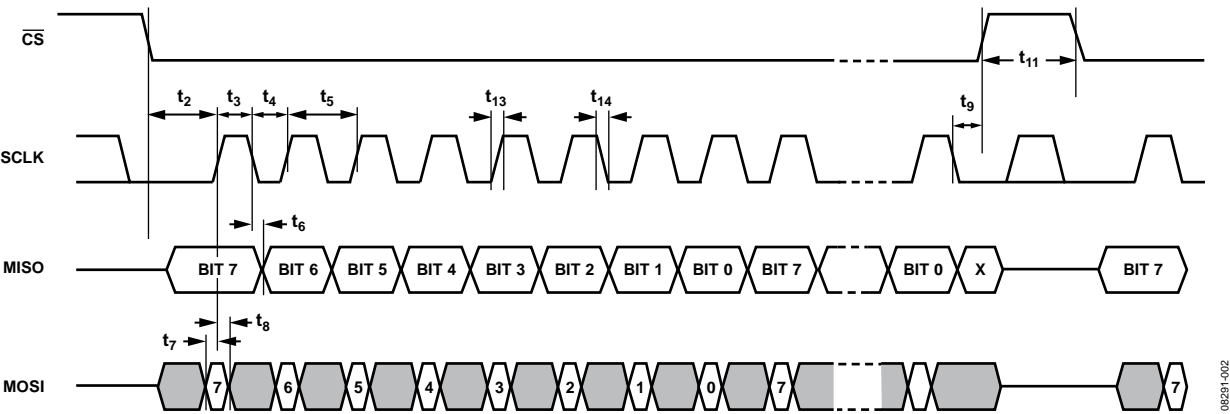 CS
t11
t2 t3 t4 t5
t13 t14
t9
SCLK
t6
MISO BIT 7 BIT 6 BIT 5 BIT 4 BIT 3 BIT 2 BIT 1 BIT 0 BIT 7 BIT 0 X BIT 7
t7 t8
MOSI 7 6 5 4 3 2 1 0 7 7
08291-002